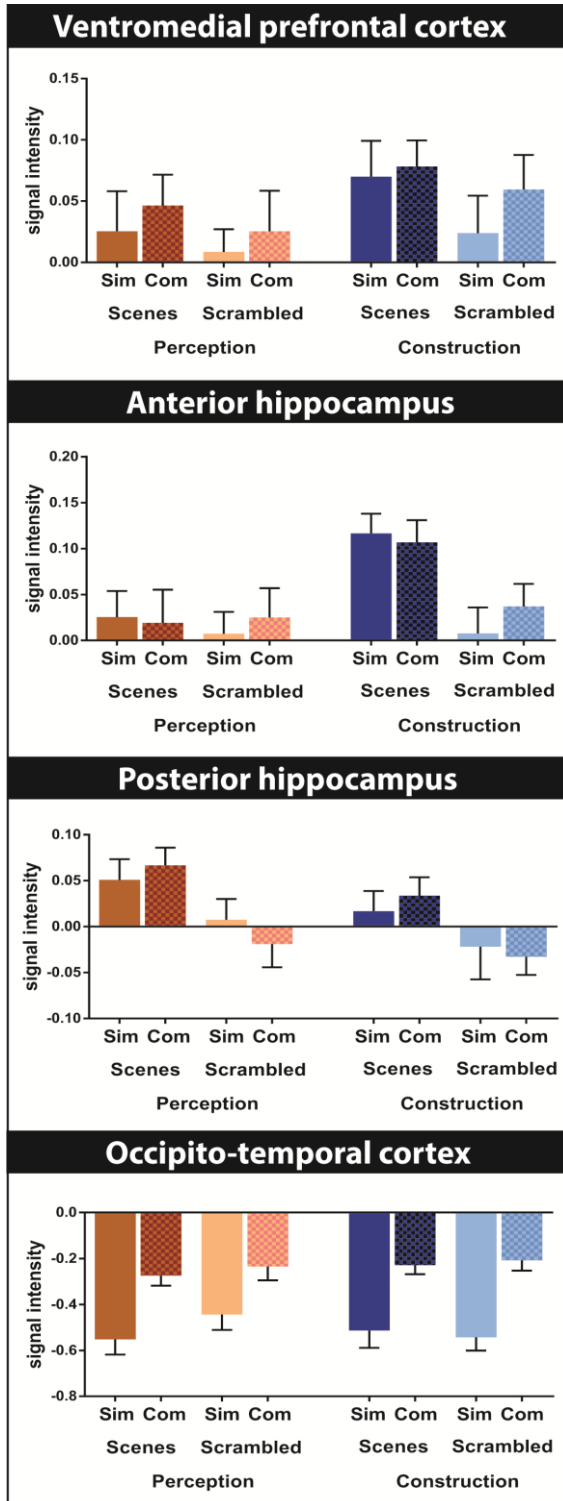 Ventromedial prefrontal cortex
0.15
0.10
0.05
0.00
signal intensity
Sim Com Sim Com Sim Com Sim Com
Scenes Scrambled Scenes Scrambled
Perception Construction
Anterior hippocampus
0.20
0.15
0.10
0.05
0.00
signal intensity
Sim Com Sim Com Sim Com Sim Com
Scenes Scrambled Scenes Scrambled
Perception Construction
Posterior hippocampus
0.10
0.05
0.00
-0.05
-0.10
signal intensity
Sim Com Sim Com Sim Com Sim Com
Scenes Scrambled Scenes Scrambled
Perception Construction
Occipito-temporal cortex
0.0
-0.2
-0.4
-0.6
-0.8
signal intensity
Sim Com Sim Com Sim Com Sim Com
Scenes Scrambled Scenes Scrambled
Perception Construction